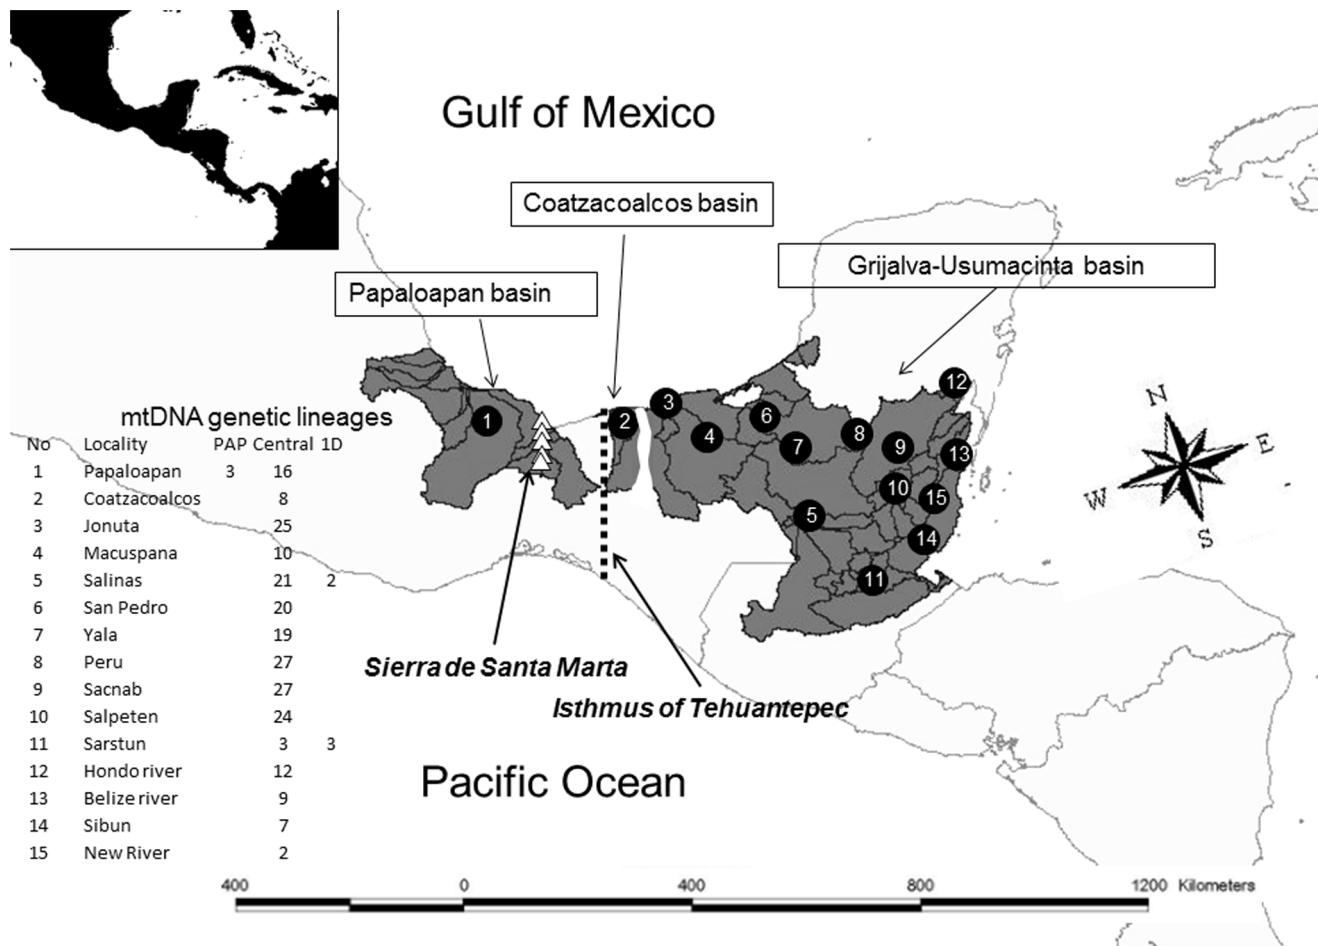 Gulf of Mexico
Coatzacoalcos basin
Grijalva-Usumacinta basin
Papaloapan basin
mtDNA genetic lineages
No Locality PAP Central 1D
1 Papaloapan 3 16
2 Coatzacoalcos 8
3 Jonuta 25
4 Macuspana 10
5 Salinas 21 2
6 San Pedro 20
7 Yala 19
8 Peru 27
9 Sacnab 27
10 Salpeten 24
11 Sarstun 3 3
12 Hondo river 12
13 Belize river 9
14 Sibun 7
15 New River 2
1
2
3
4
5
6
7
8
9
10
11
12
13
14
15
N
E
W
S
Sierra de Santa Marta
Isthmus of Tehuantepec
Pacific Ocean
400 0 400 800 1200 Kilometers